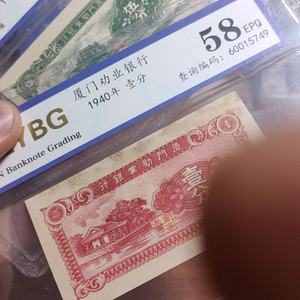 58 EPQ
YBG
厦门劝业银行
1940年 壹分
查询编码：60015749
N Banknote Grading
行銀業勸門廈
壹
1